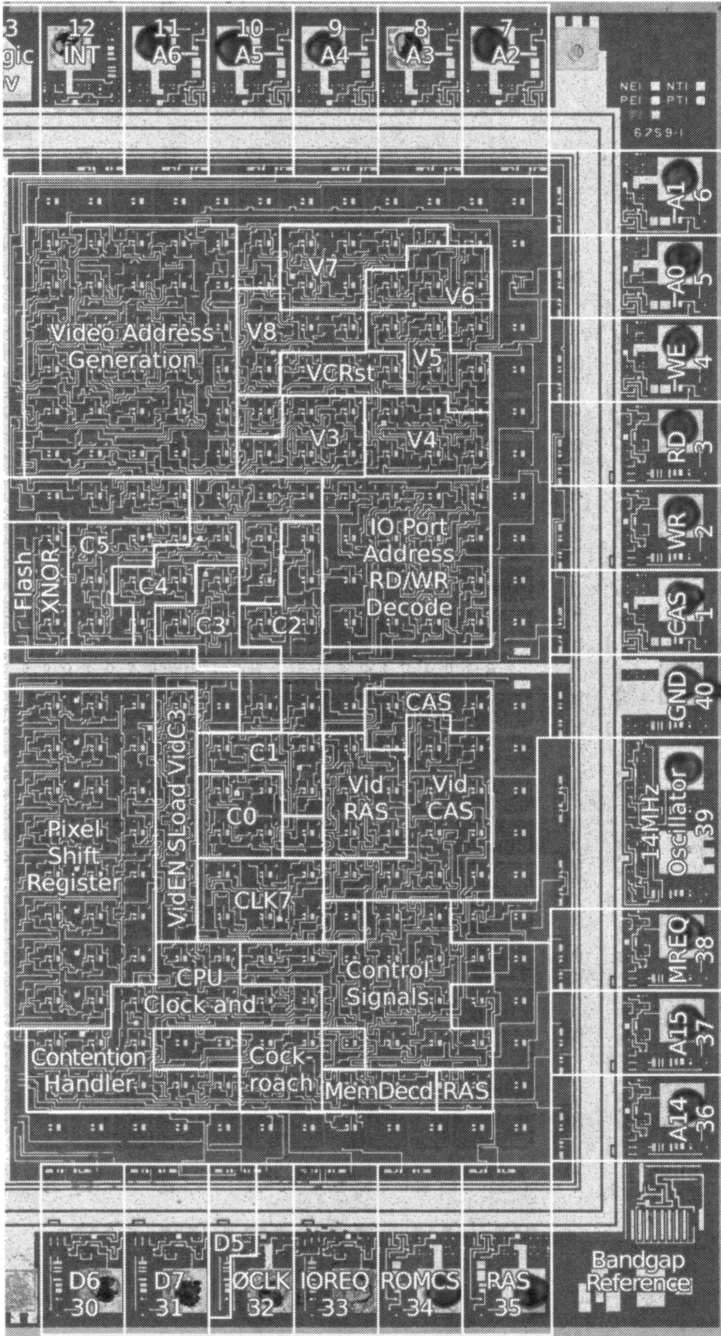 3
gic
v
12
INT
11
A6
10
A5
9
A4
8
A3
7
A2
NEI NTI
PEI PTI
6759-1
A1
6
A0
5
WE
4
RD
3
WR
2
CAS
1
GND
40
14MHz
Oscillator
39
MREQ
38
A15
37
A14
36
Video Address
Generation
V7
V6
V8
V5
VCRst
V3
V4
Flash
XNOR
C5
C4
C3
C2
IO Port
Address
RD/WR
Decode
Pixel
Shift
Register
VidEN SLoad VidC3
C1
C0
CLK7
CAS
Vid
RAS
Vid
CAS
CPU
Clock and
Contention
Handler
Cock-
roach
Control
Signals
MemDecd
RAS
D6
30
D7
31
D5
ØCLK
32
IOREQ
33
ROMCS
34
RAS
35
Bandgap
Reference